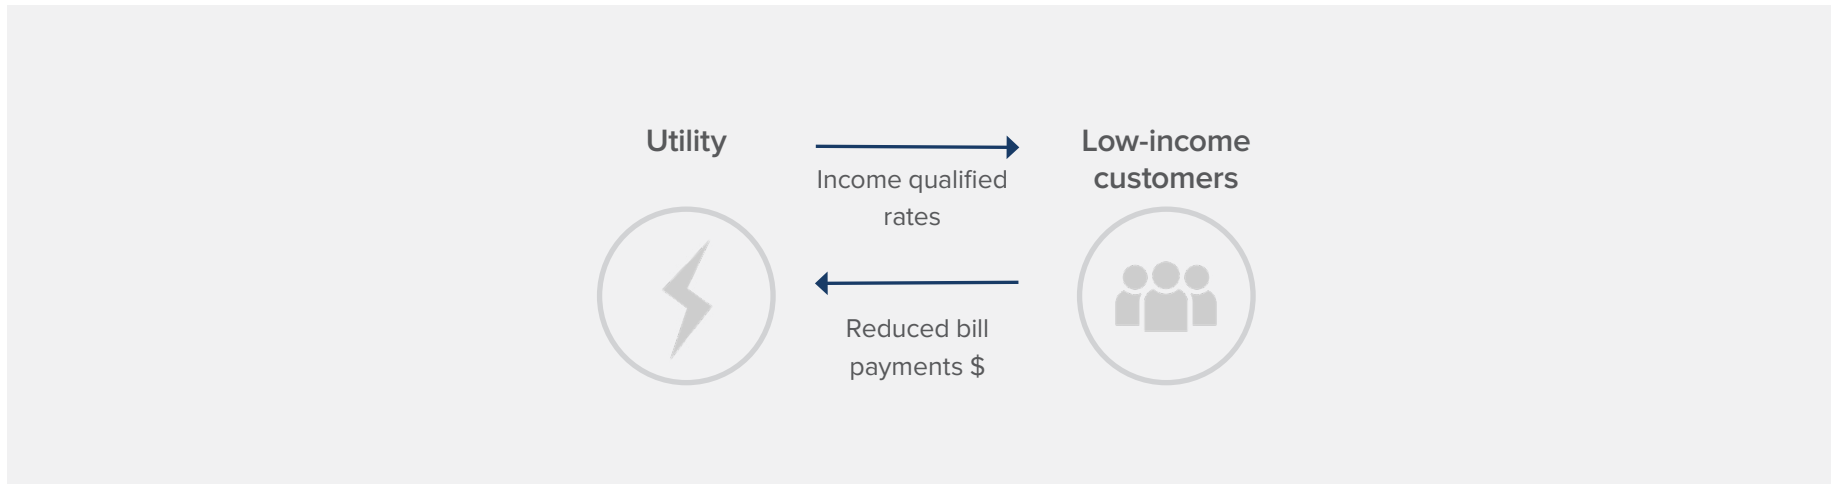 Utility
Income qualified
rates
Reduced bill
payments $
Low-income
customers